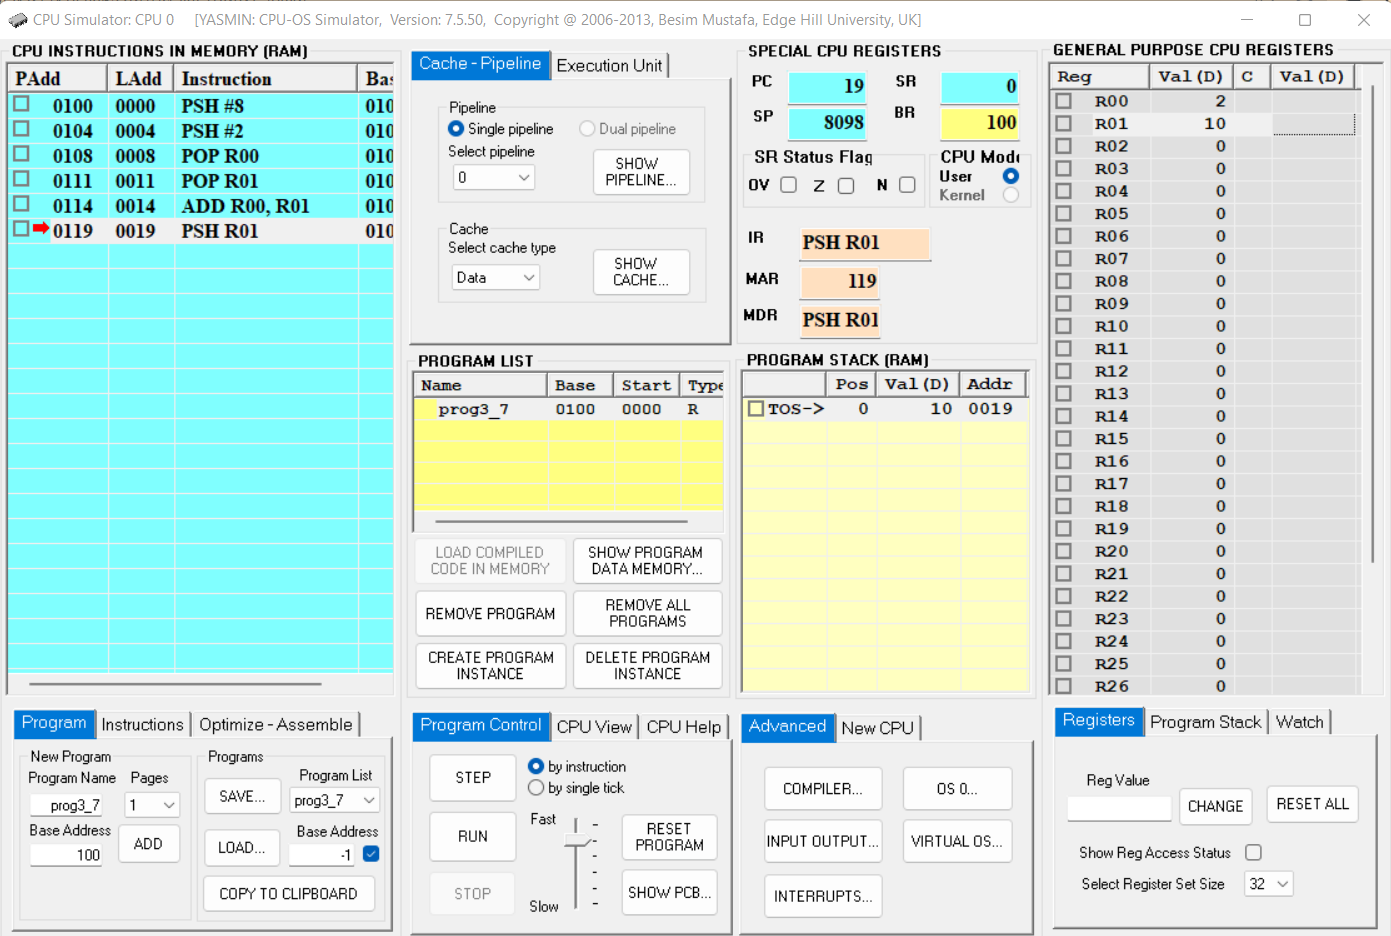 CPU Simulator: CPU 0 [YASMIN: CPU-OS Simulator, Version: 7.5.50, Copyright @ 2006-2013, Besim Mustafa, Edge Hill University, UK]
CPU INSTRUCTIONS IN MEMORY (RAM)
PAdd LAdd Instruction Bas
0100 0000 PSH #8 010
0104 0004 PSH #2 010
0108 0008 POP R00 010
0111 0011 POP R01 010
0114 0014 ADD R00, R01 010
0119 0019 PSH R01 010
Program Instructions Optimize - Assemble
New Program
Program Name Pages
prog3_7 1
Base Address
100 ADD
Programs
SAVE... Program List
prog3_7
LOAD... Base Address
-1
COPY TO CLIPBOARD
Cache - Pipeline Execution Unit
Pipeline
Single pipeline Dual pipeline
Select pipeline
0
SHOW
PIPELINE...
Cache
Select cache type
Data
SHOW
CACHE...
PROGRAM LIST
Name Base Start Type
prog3_7 0100 0000 R
LOAD COMPILED
CODE IN MEMORY
SHOW PROGRAM
DATA MEMORY...
REMOVE PROGRAM
REMOVE ALL
PROGRAMS
CREATE PROGRAM
INSTANCE
DELETE PROGRAM
INSTANCE
Program Control CPU View CPU Help
STEP
by instruction
by single tick
RUN
STOP
Fast
Slow
RESET
PROGRAM
SHOW PCB...
SPECIAL CPU REGISTERS
PC 19 SR 0
SP 8098 BR 100
SR Status Flag
OV Z N
CPU Mode
User
Kernel
IR PSH R01
MAR 119
MDR PSH R01
PROGRAM STACK (RAM)
Pos Val(D) Addr
TOS-> 0 10 0019
Advanced New CPU
COMPILER... OS 0...
INPUT OUTPUT... VIRTUAL OS...
INTERRUPTS...
GENERAL PURPOSE CPU REGISTERS
Reg Val(D) C Val(D)
R00 2
R01 10
R02 0
R03 0
R04 0
R05 0
R06 0
R07 0
R08 0
R09 0
R10 0
R11 0
R12 0
R13 0
R14 0
R15 0
R16 0
R17 0
R18 0
R19 0
R20 0
R21 0
R22 0
R23 0
R24 0
R25 0
R26 0
Registers Program Stack Watch
Reg Value
CHANGE RESET ALL
Show Reg Access Status
Select Register Set Size 32